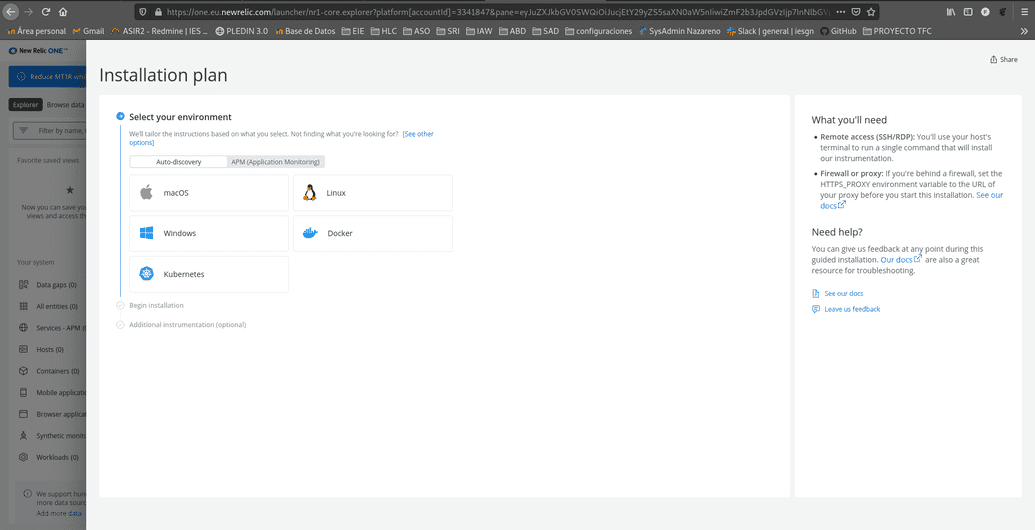 https://one.eu.newrelic.com/launcher/nr1-core.explorer?platform[accountId]=3341847&pane=
Área personal
Gmail
ASIR2 - Redmine | IES ...
PLEDIN 3.0
Base de Datos
EIE
HLC
ASO
SRI
IAW
ABD
SAD
configuraciones
SysAdmin Nazareno
Slack | general | iesgn
GitHub
PROYECTO TFC
New Relic ONE™
Reduce MTTR
Explorer
Browse data
Filter by name,
Favorite saved views
Now you can save
views and access
Your system
Data gaps (0)
All entities (0)
Services - APM
Hosts (0)
Containers (0)
Mobile
Browser
Synthetic
Workloads (0)
We support
more data
Add more data
Share
Installation plan
Select your environment
We'll tailor the instructions based on what you select. Not finding what you're looking for? [See other
options]
Auto-discovery
APM (Application Monitoring)
macOS
Linux
Windows
Docker
Kubernetes
Begin installation
Additional instrumentation (optional)
What you'll need
• Remote access (SSH/RDP): You'll use your host's
terminal to run a single command that will install
our instrumentation.
• Firewall or proxy: If you're behind a firewall, set the
HTTPS_PROXY environment variable to the URL of
your proxy before you start this installation. See our
docs
Need help?
You can give us feedback at any point during this
guided installation. Our docs are also a great
resource for troubleshooting.
See our docs
Leave us feedback